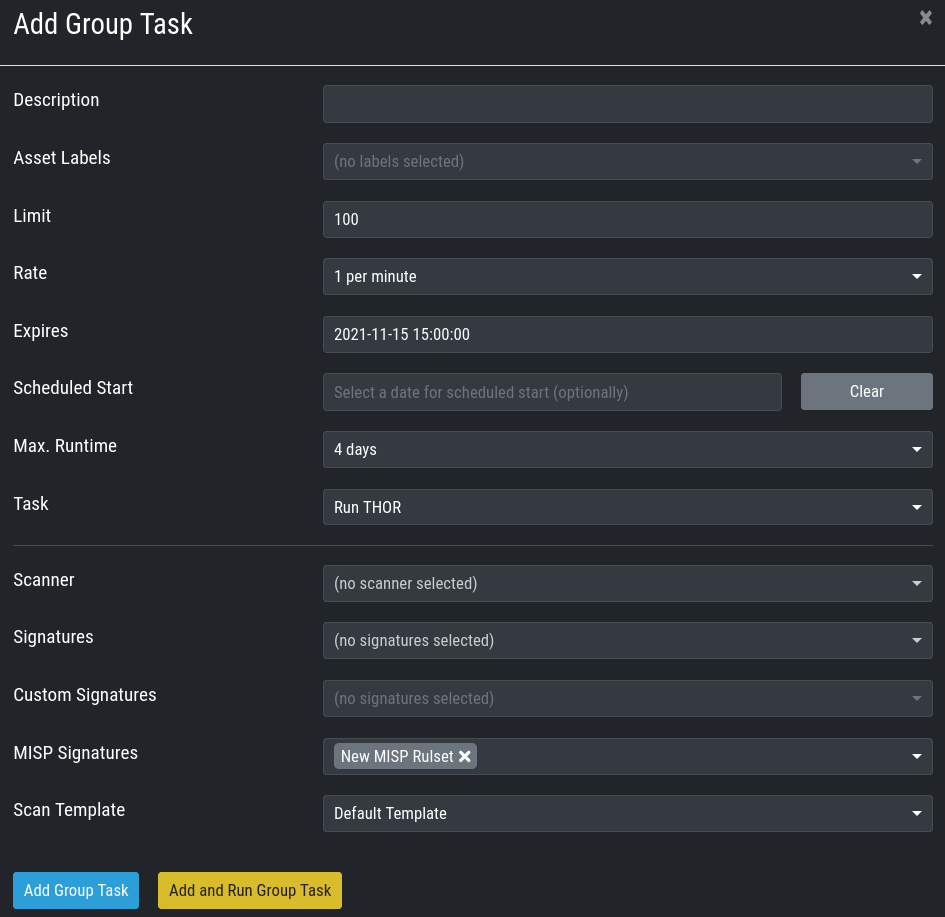 Add Group Task
Description
Asset Labels (no labels selected)
Limit 100
Rate 1 per minute
Expires 2021-11-15 15:00:00
Scheduled Start Select a date for scheduled start (optionally) Clear
Max. Runtime 4 days
Task Run THOR
Scanner (no scanner selected)
Signatures (no signatures selected)
Custom Signatures (no signatures selected)
MISP Signatures New MISP Rulset
Scan Template Default Template
Add Group Task Add and Run Group Task